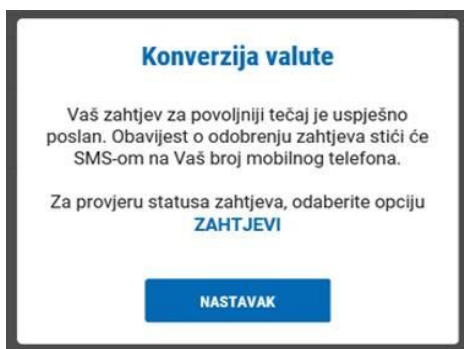 Konverzija valute
Vaš zahtjev za povoljniji tečaj je uspješno
poslan. Obavijest o odobrenju zahtjeva stići će
SMS-om na Vaš broj mobilnog telefona.
Za provjeru statusa zahtjeva, odaberite opciju
ZAHTJEVI
NASTAVAK